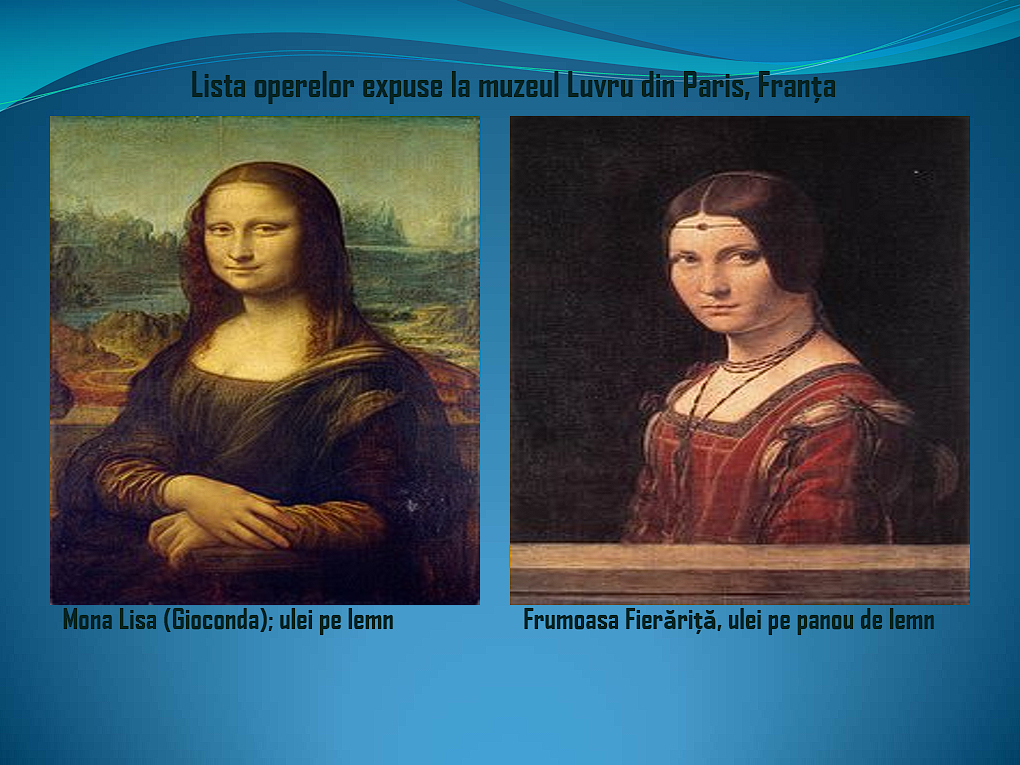 Lista operelor expuse la muzeul Luvru din Paris, Franța
Mona Lisa (Gioconda); ulei pe lemn
Frumoasa Fierăriță, ulei pe panou de lemn